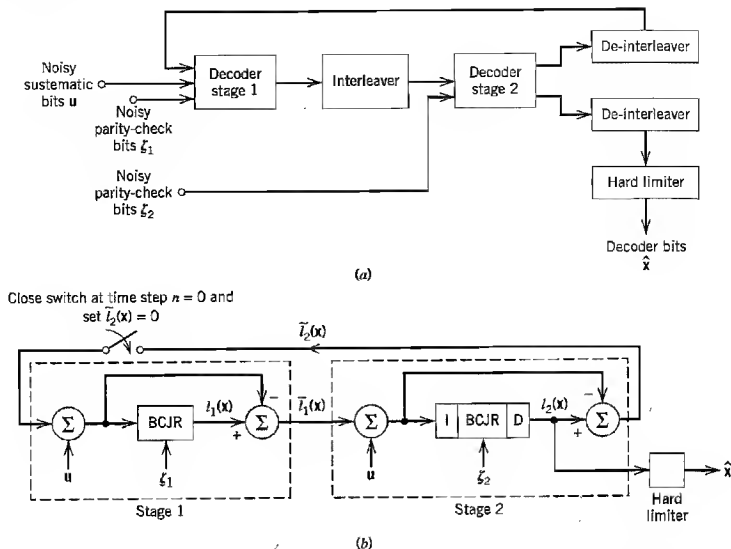 Noisy
sustematic
bits u
Noisy
parity-check
bits ζ1
Noisy
parity-check
bits ζ2
Decoder
stage 1
Interleaver
Decoder
stage 2
De-interleaver
De-interleaver
Hard limiter
Decoder bits
x̂
(a)
Close switch at time step n = 0 and
set l̃2(x) = 0
l̃2(x)
Σ
BCJR
l1(x)
−
+
Σ
l̃1(x)
u
ζ1
Stage 1
Σ
I
BCJR
D
l2(x)
−
+
Σ
u
ζ2
Stage 2
x̂
Hard
limiter
(b)